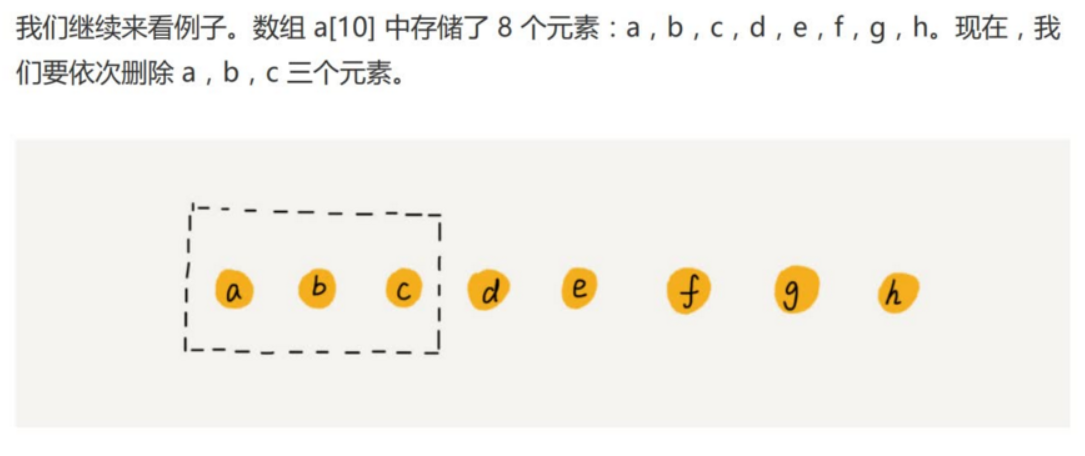 我们继续来看例子。数组 a[10] 中存储了 8 个元素：a，b，c，d，e，f，g，h。现在，我
们要依次删除 a，b，c 三个元素。
a b c d e f g h